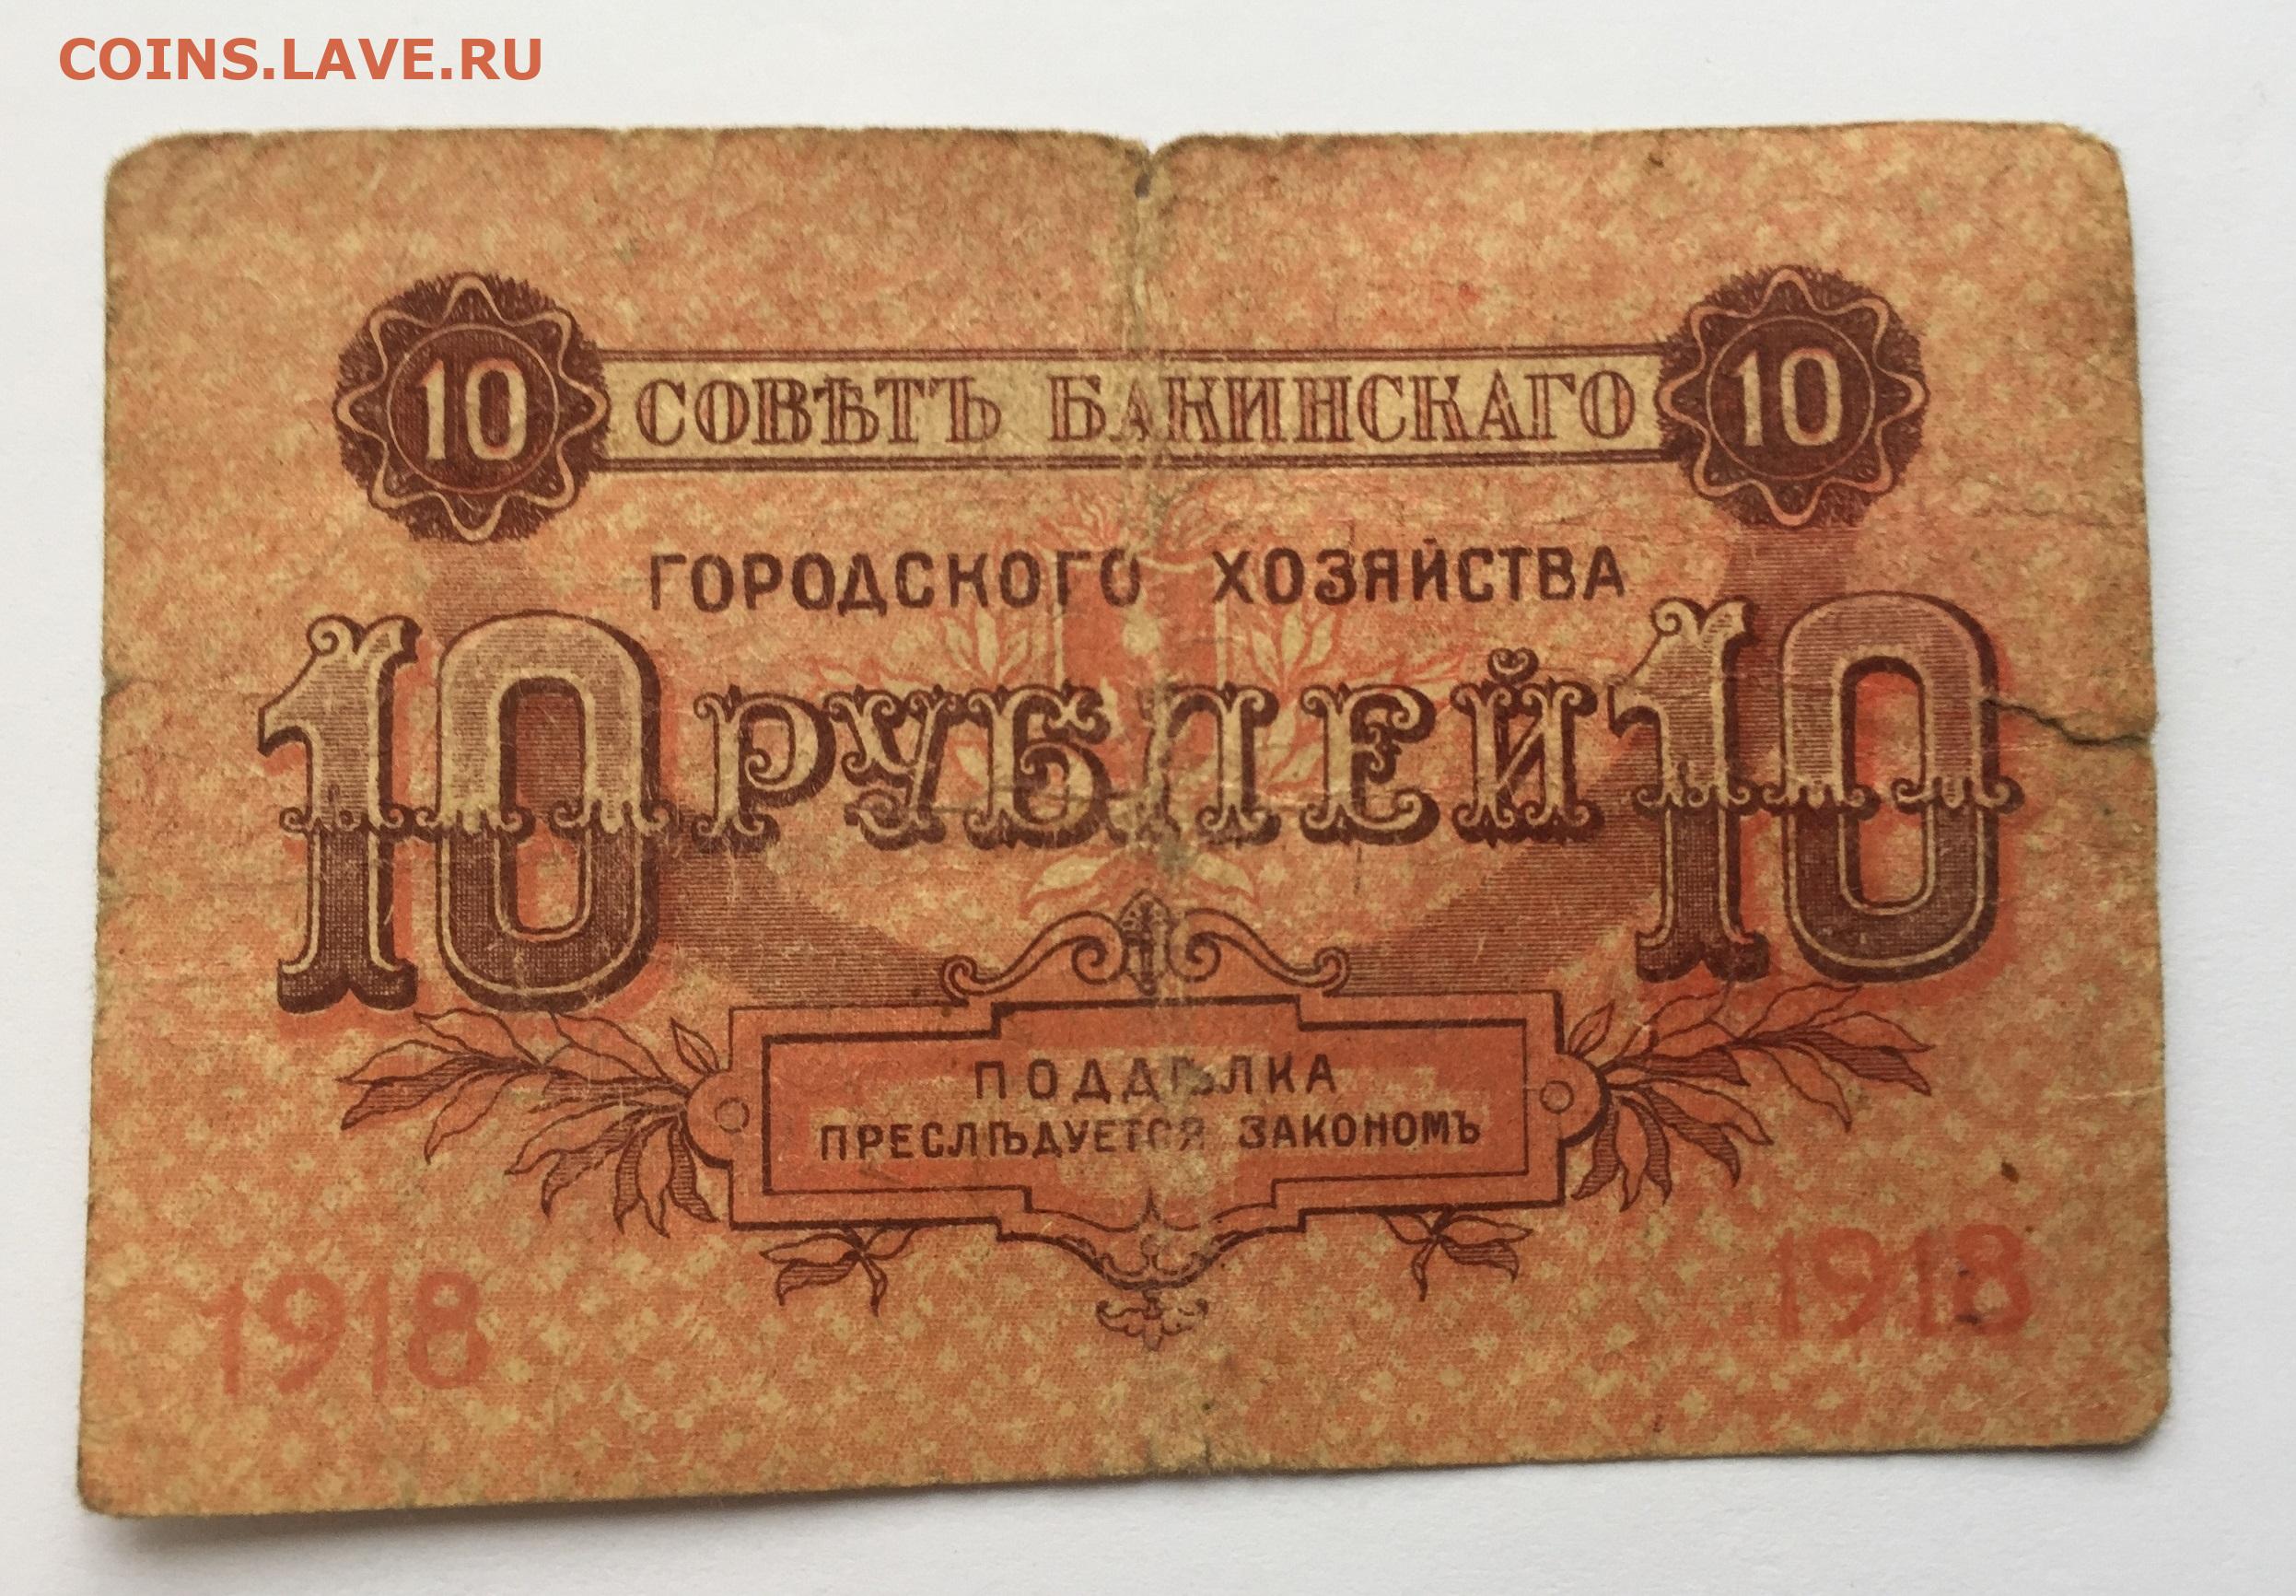 COINS.LAVE.RU
10 СОВѢТЪ БАКИНСКАГО 10
ГОРОДСКОГО ХОЗЯЙСТВА
10 РУБЛЕЙ 10
ПОДДѢЛКА
ПРЕСЛѢДУЕТСЯ ЗАКОНОМЪ
1918 1918